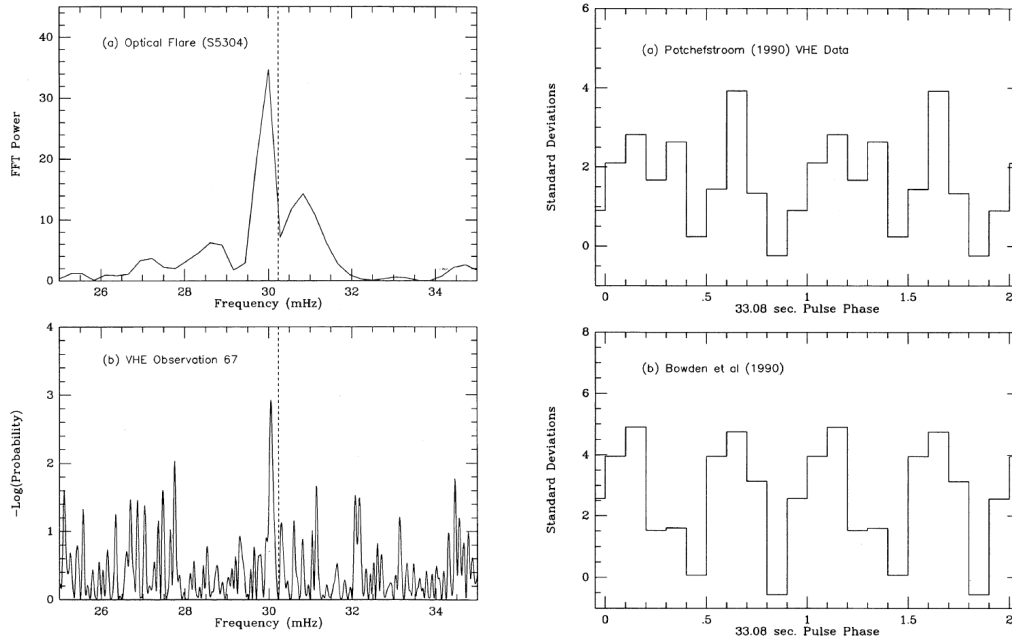 (a) Optical Flare (S5304)
FFT Power
40
30
20
10
0
26 28 30 32 34
Frequency (mHz)
(b) VHE Observation 67
-Log(Probability)
4
3
2
1
0
26 28 30 32 34
Frequency (mHz)
(a) Potchefstroom (1990) VHE Data
Standard Deviations
6
4
2
0
0 .5 1 1.5 2
33.08 sec. Pulse Phase
(b) Bowden et al (1990)
Standard Deviations
8
6
4
2
0
0 .5 1 1.5 2
33.08 sec. Pulse Phase